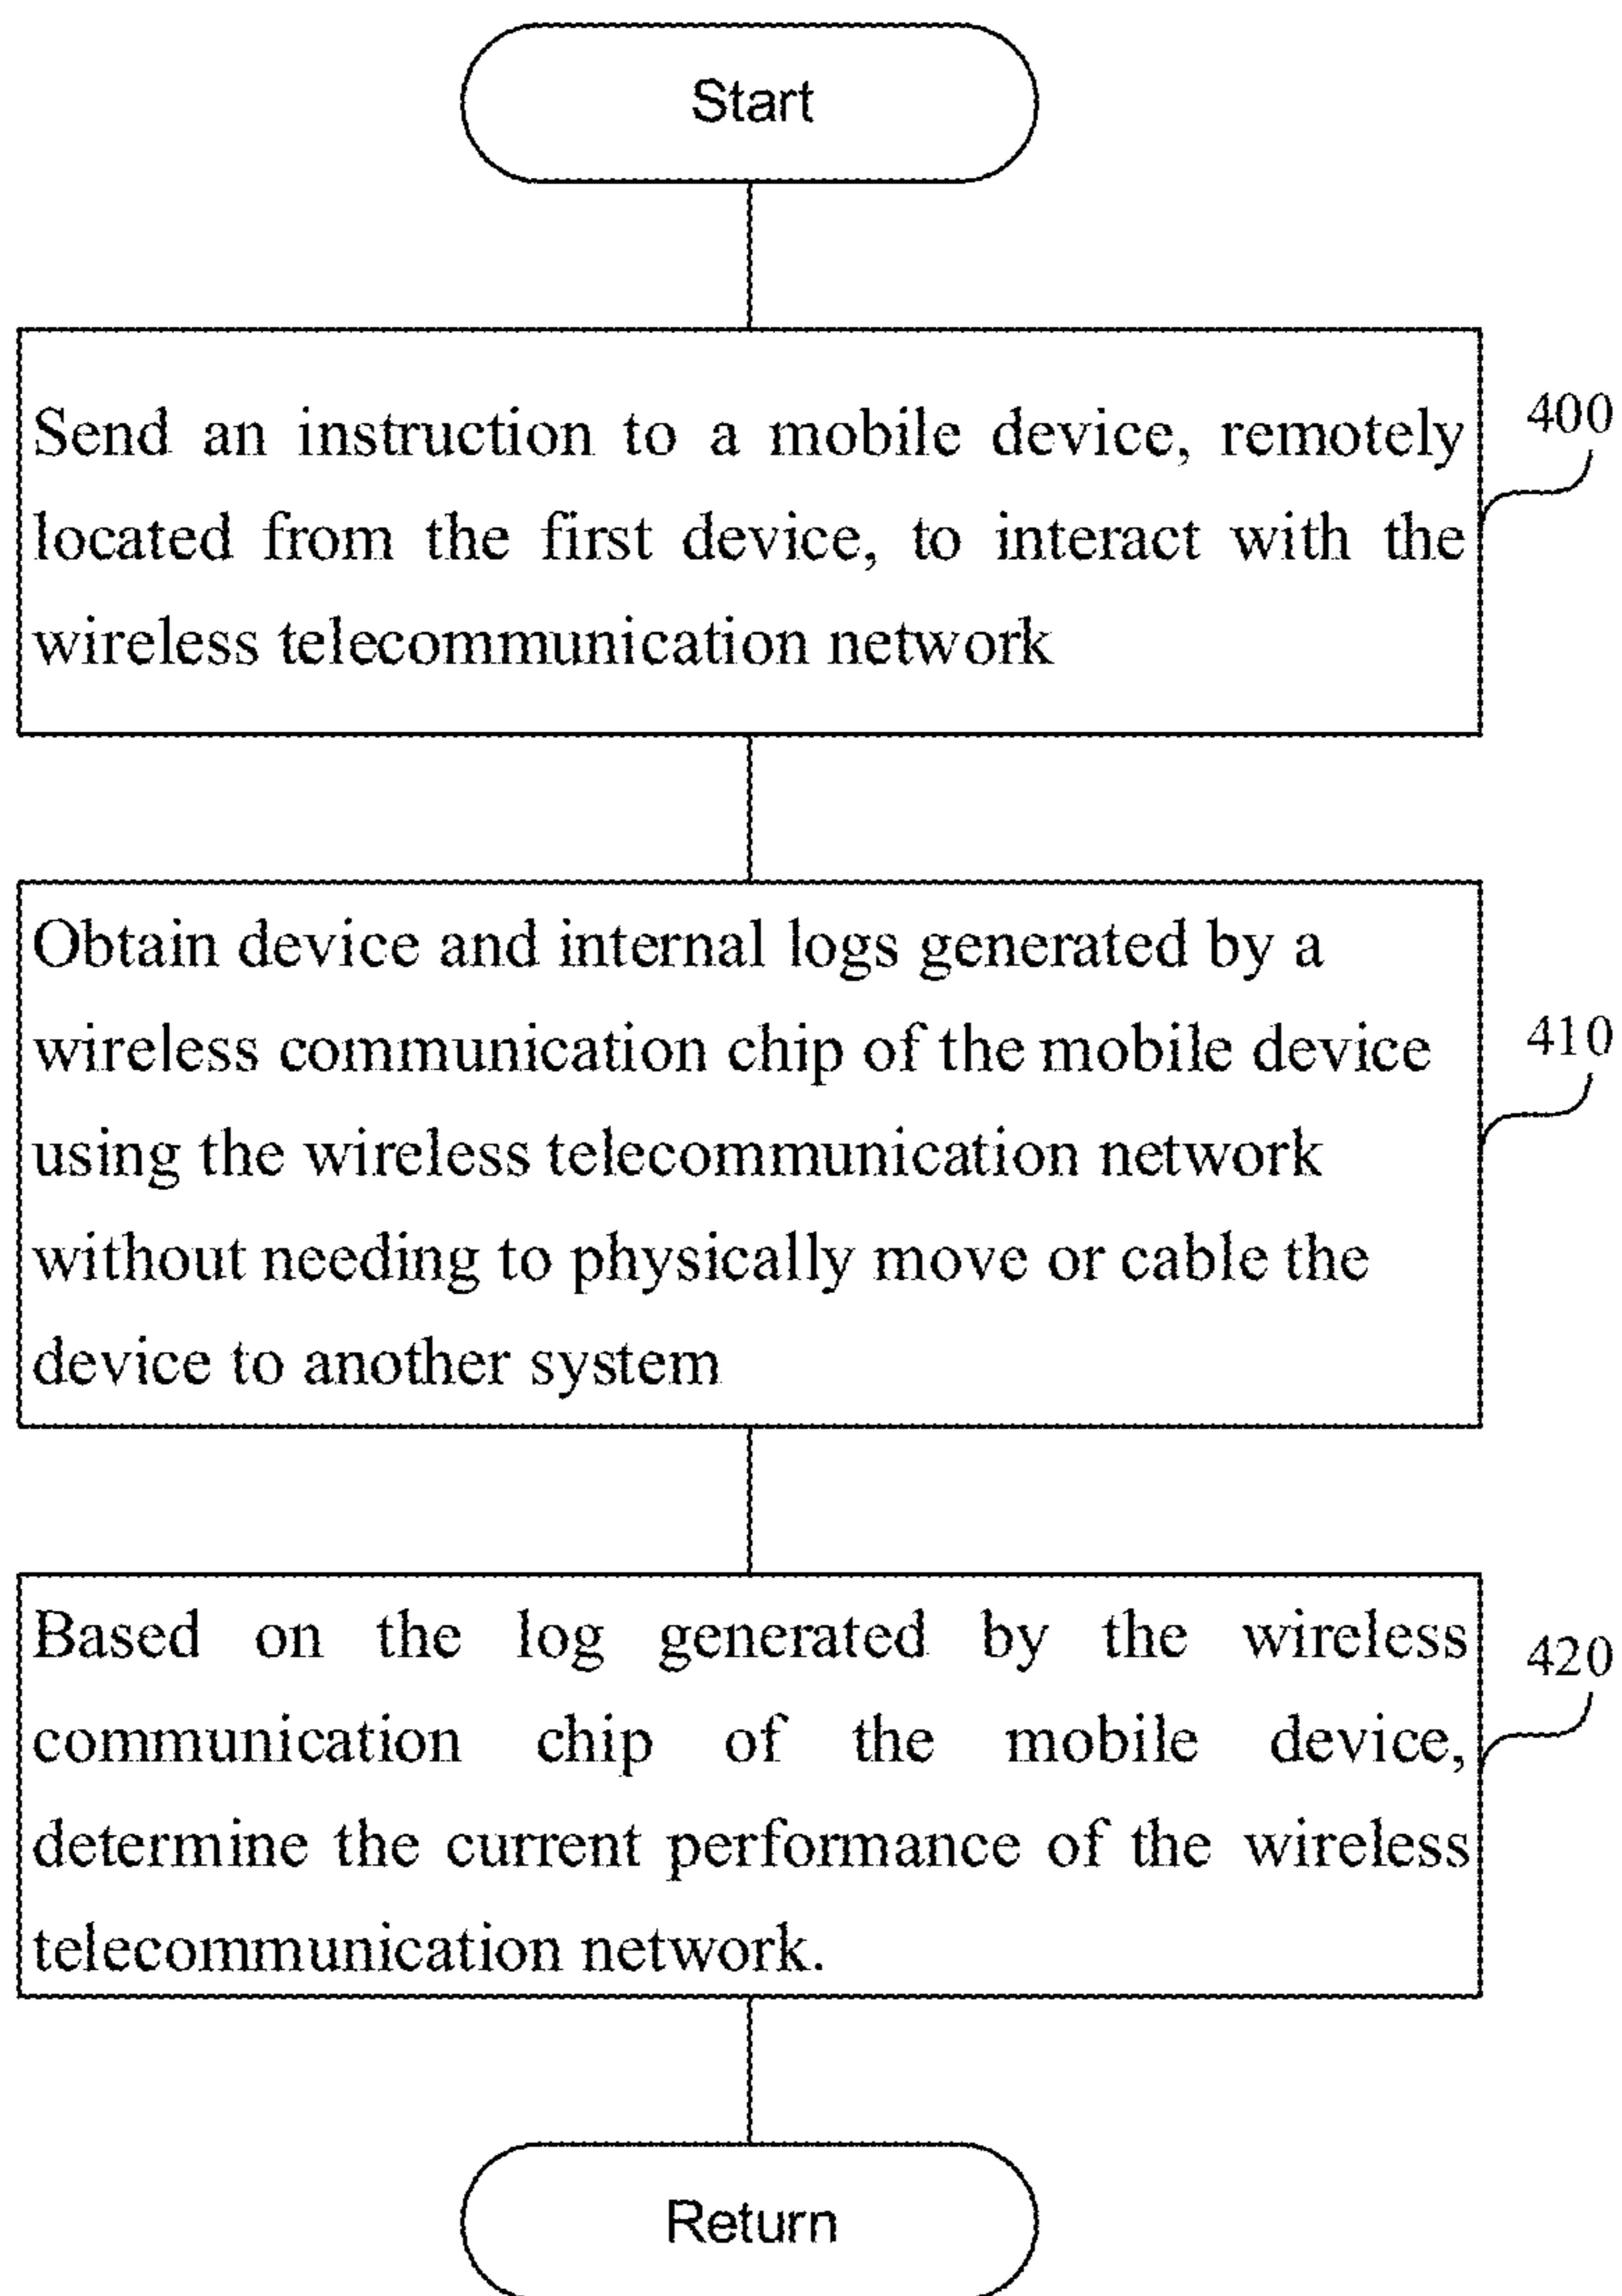 Start
Send an instruction to a mobile device, remotely
400
located from the first device, to interact with the
wireless telecommunication network
Obtain device and internal logs generated by a
wireless communication chip of the mobile device
410
using the wireless telecommunication network
without needing to physically move or cable the
device to another system
Based on the log generated by the wireless
420
communication chip of the mobile device,
determine the current performance of the wireless
telecommunication network.
Return